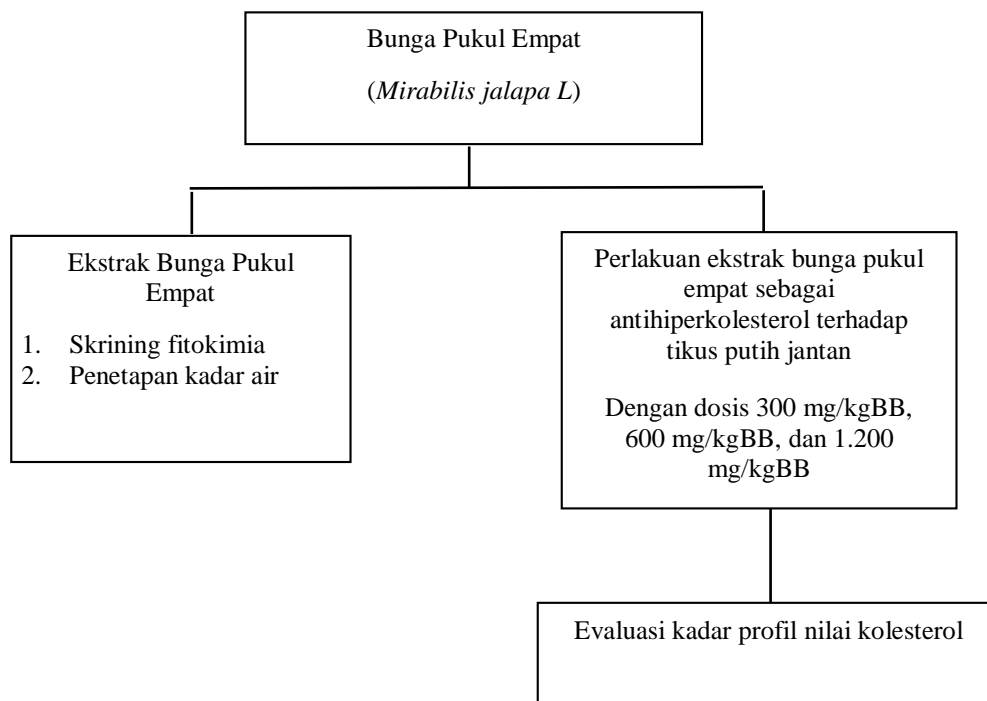 Bunga Pukul Empat
(Mirabilis jalapa L)
Ekstrak Bunga Pukul
Empat
1. Skrining fitokimia
2. Penetapan kadar air
Perlakuan ekstrak bunga pukul
empat sebagai
antihiperkolesterol terhadap
tikus putih jantan
Dengan dosis 300 mg/kgBB,
600 mg/kgBB, dan 1.200
mg/kgBB
Evaluasi kadar profil nilai kolesterol